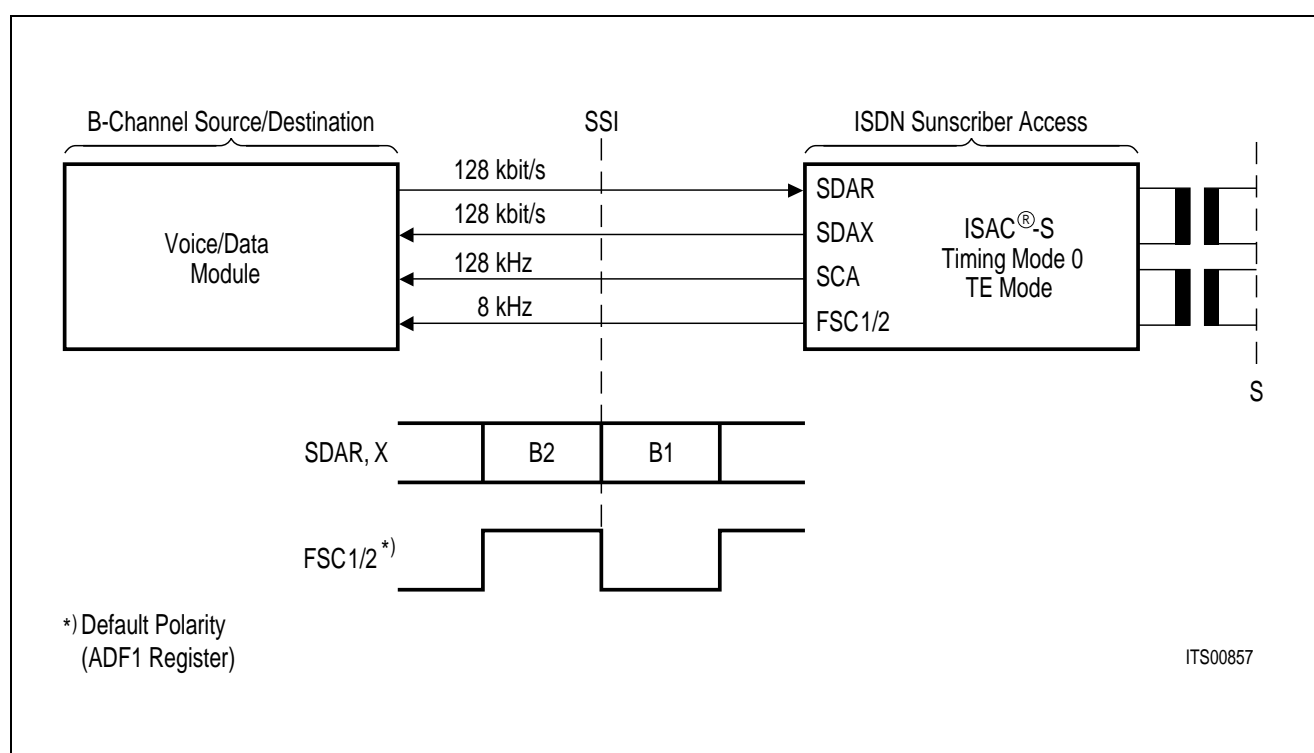 B-Channel Source/Destination
SSI
ISDN Sunscriber Access
128 kbit/s
SDAR
128 kbit/s
SDAX
128 kHz
SCA
8 kHz
FSC1/2
Voice/Data
Module
ISAC®-S
Timing Mode 0
TE Mode
S
SDAR, X
B2
B1
FSC1/2 *)
*) Default Polarity
(ADF1 Register)
ITS00857